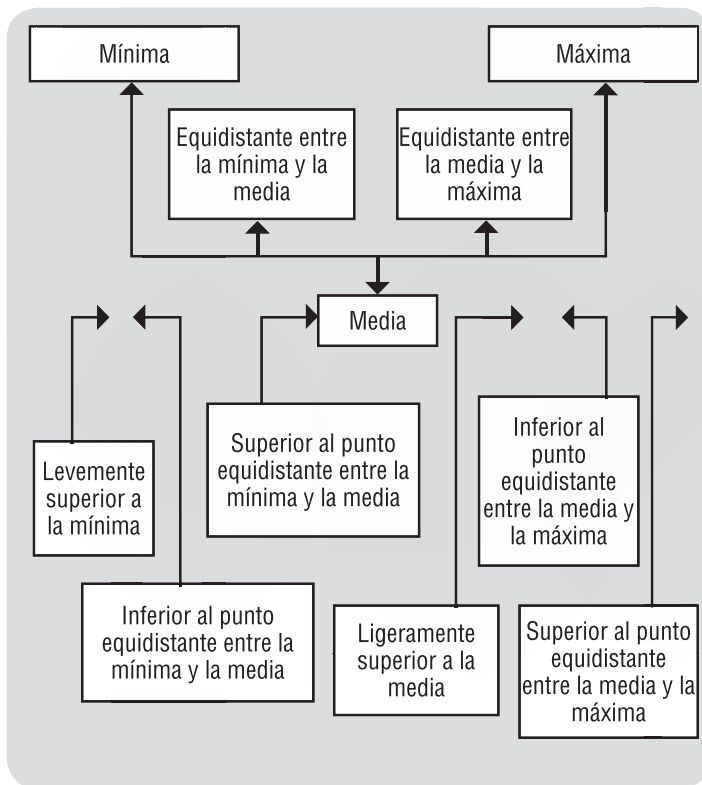 Mínima
Máxima
Equidistante entre
la mínima y la
media
Equidistante entre
la media y la
máxima
Media
Levemente
superior a
la mínima
Superior al punto
equidistante entre la
mínima y la media
Inferior al
punto
equidistante
entre la media y
la máxima
Inferior al punto
equidistante entre la
mínima y la media
Ligeramente
superior a la
media
Superior al punto
equidistante
entre la media y la
máxima